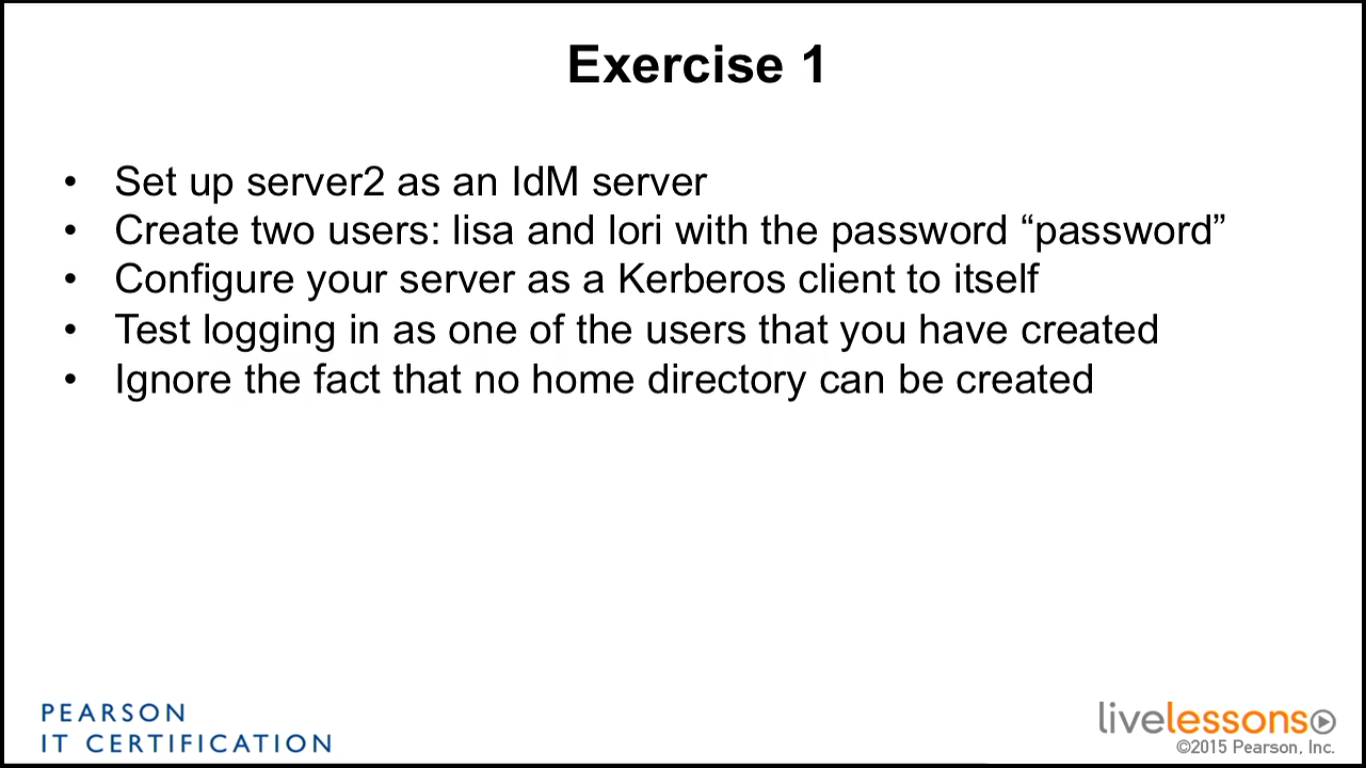 Exercise 1
• Set up server2 as an IdM server
• Create two users: lisa and lori with the password “password”
• Configure your server as a Kerberos client to itself
• Test logging in as one of the users that you have created
• Ignore the fact that no home directory can be created
PEARSON
IT CERTIFICATION
livelessons
©2015 Pearson, Inc.